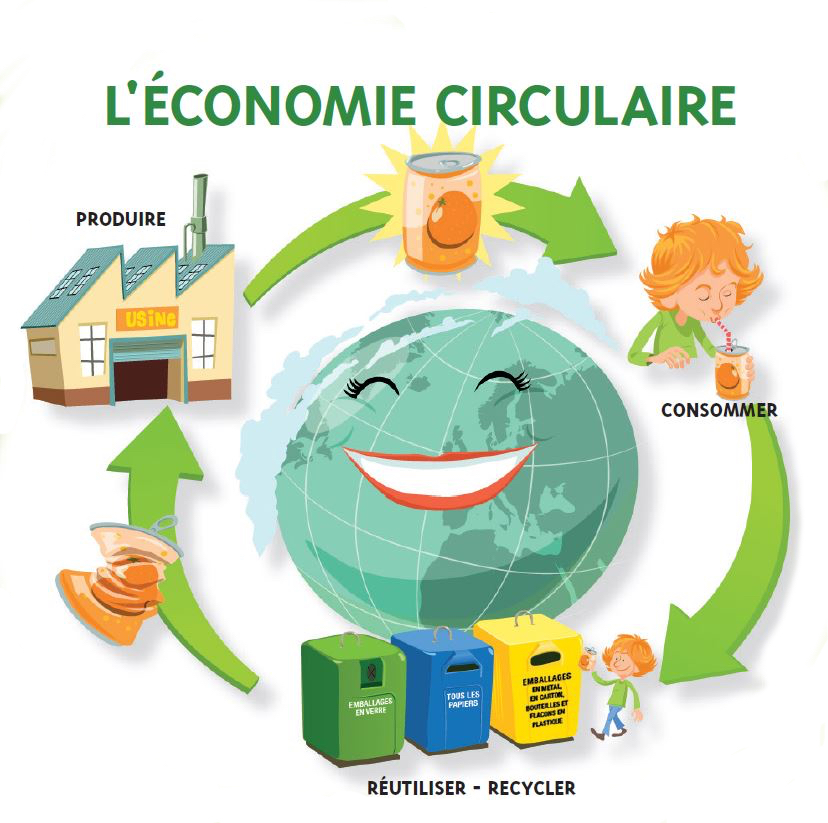 L'ÉCONOMIE CIRCULAIRE
PRODUIRE
USiNe
CONSOMMER
EMBALLAGES
EN VERRE
TOUS LES
PAPIERS
EMBALLAGES
EN METAL,
EN CARTON,
BOUTEILLES ET
FLACONS EN
PLASTIQUE
RÉUTILISER - RECYCLER